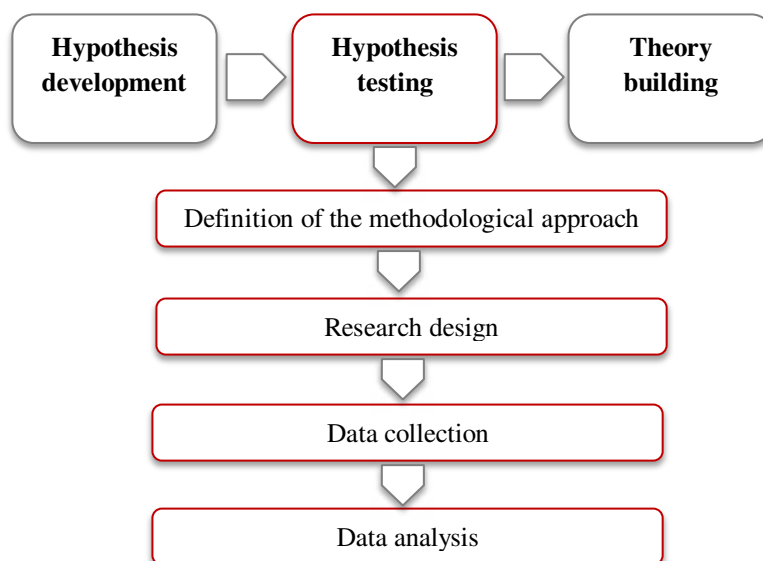 Hypothesis
development
Hypothesis
testing
Theory
building
Definition of the methodological approach
Research design
Data collection
Data analysis